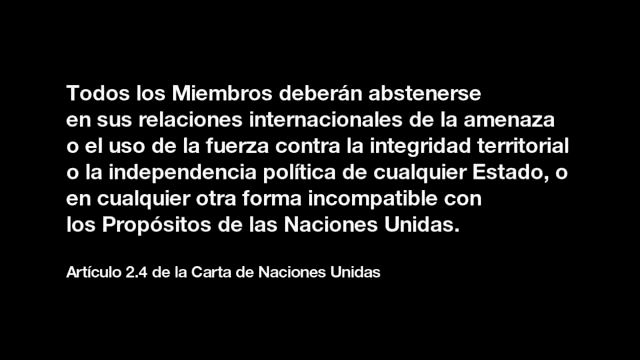 Todos los Miembros deberán abstenerse
en sus relaciones internacionales de la amenaza
o el uso de la fuerza contra la integridad territorial
o la independencia política de cualquier Estado, o
en cualquier otra forma incompatible con
los Propósitos de las Naciones Unidas.
Artículo 2.4 de la Carta de Naciones Unidas